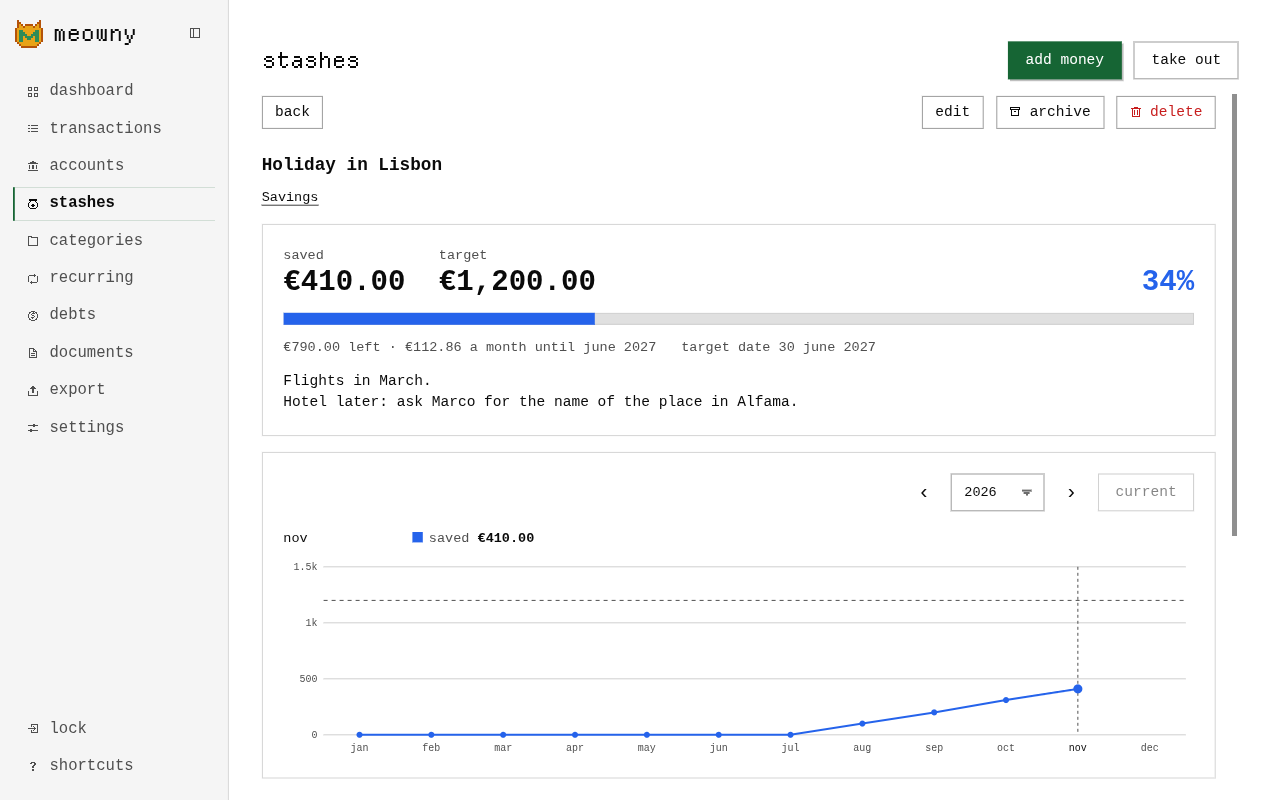 meowny
dashboard
transactions
accounts
stashes
categories
recurring
debts
documents
export
settings
lock
? shortcuts
stashes
add money
take out
back
edit
archive
delete
Holiday in Lisbon
Savings
saved
target
€410.00
€1,200.00
34%
€790.00 left · €112.86 a month until june 2027
target date 30 june 2027
Flights in March.
Hotel later: ask Marco for the name of the place in Alfama.
‹
2026
›
current
nov
saved €410.00
1.5k
1k
500
0
jan feb mar apr may jun jul aug sep oct nov dec